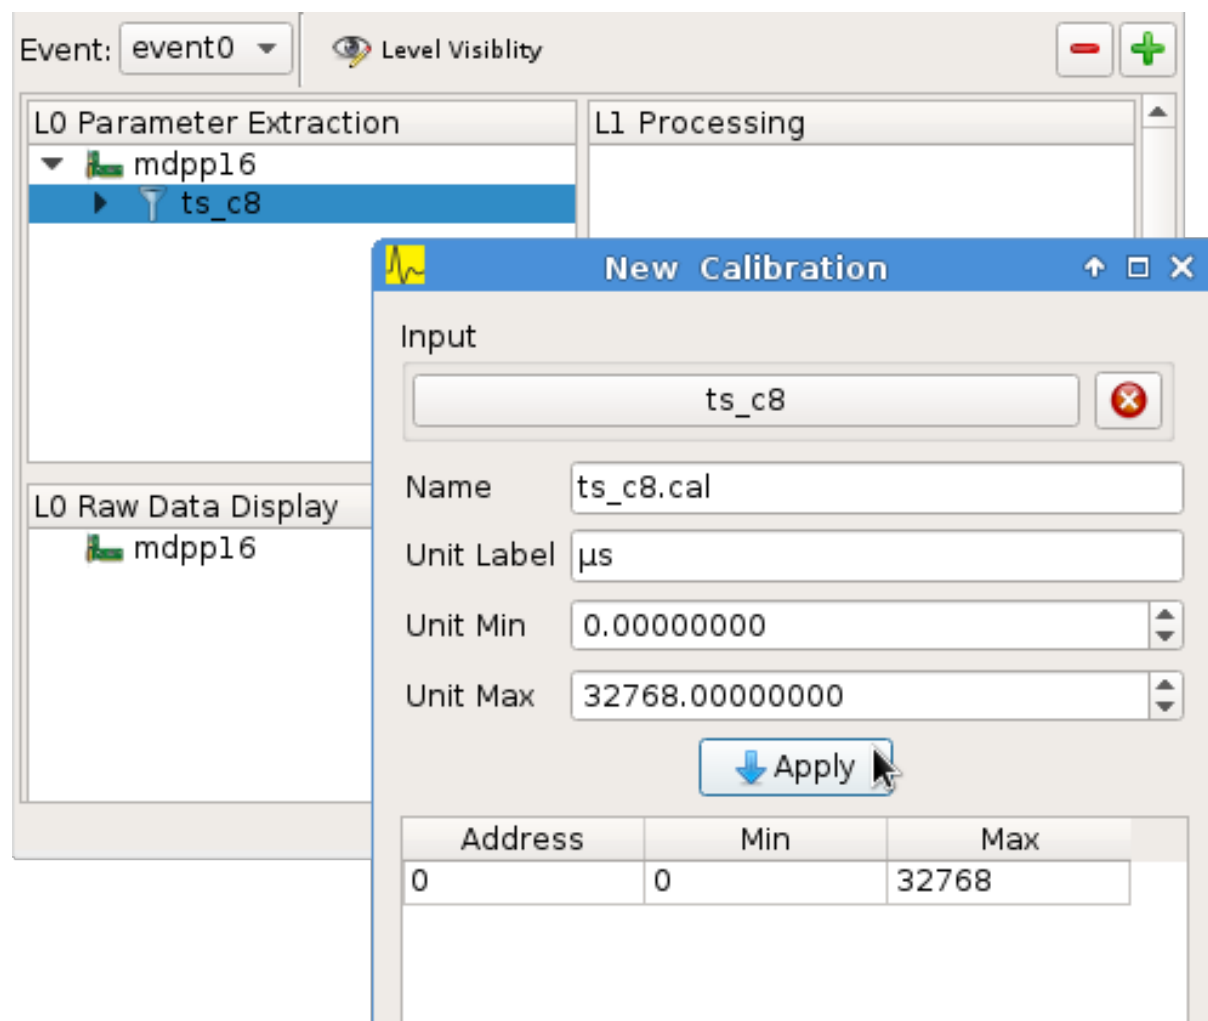 Event: event0 Level Visiblity
L0 Parameter Extraction L1 Processing
mdpp16
ts_c8
New Calibration
Input
ts_c8
Name ts_c8.cal
L0 Raw Data Display
mdpp16
Unit Label µs
Unit Min 0.00000000
Unit Max 32768.00000000
Apply
Address Min Max
0 0 32768